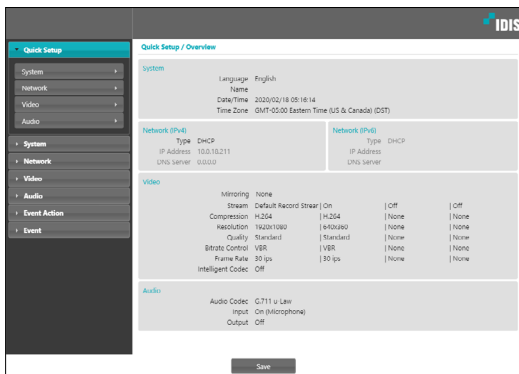 IDIS
Quick Setup
System
Network
Video
Audio
System
Network
Video
Audio
Event Action
Event
Quick Setup / Overview
System
Language English
Name
Date/Time 2020/02/18 05:16:14
Time Zone GMT-05:00 Eastern Time (US & Canada) (DST)
Network (IPv4)
Type DHCP
IP Address 10.0.18.211
DNS Server 0.0.0.0
Network (IPv6)
Type DHCP
IP Address
DNS Server
Video
Mirroring None
Stream Default Record Strear | On | Off | Off
Compression H.264 | H.264 | None | None
Resolution 1920x1080 | 640x360 | None | None
Quality Standard | Standard | None | None
Bitrate Control VBR | VBR | None | None
Frame Rate 30 ips | 30 ips | None | None
Intelligent Codec Off
Audio
Audio Codec G.711 u-Law
Input On (Microphone)
Output Off
Save